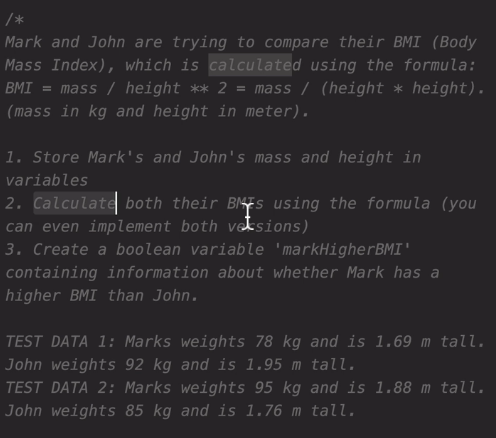 /*
Mark and John are trying to compare their BMI (Body
Mass Index), which is calculated using the formula:
BMI = mass / height ** 2 = mass / (height * height).
(mass in kg and height in meter).
1. Store Mark's and John's mass and height in
variables
2. Calculate both their BMIs using the formula (you
can even implement both versions)
3. Create a boolean variable 'markHigherBMI'
containing information about whether Mark has a
higher BMI than John.
TEST DATA 1: Marks weights 78 kg and is 1.69 m tall.
John weights 92 kg and is 1.95 m tall.
TEST DATA 2: Marks weights 95 kg and is 1.88 m tall.
John weights 85 kg and is 1.76 m tall.